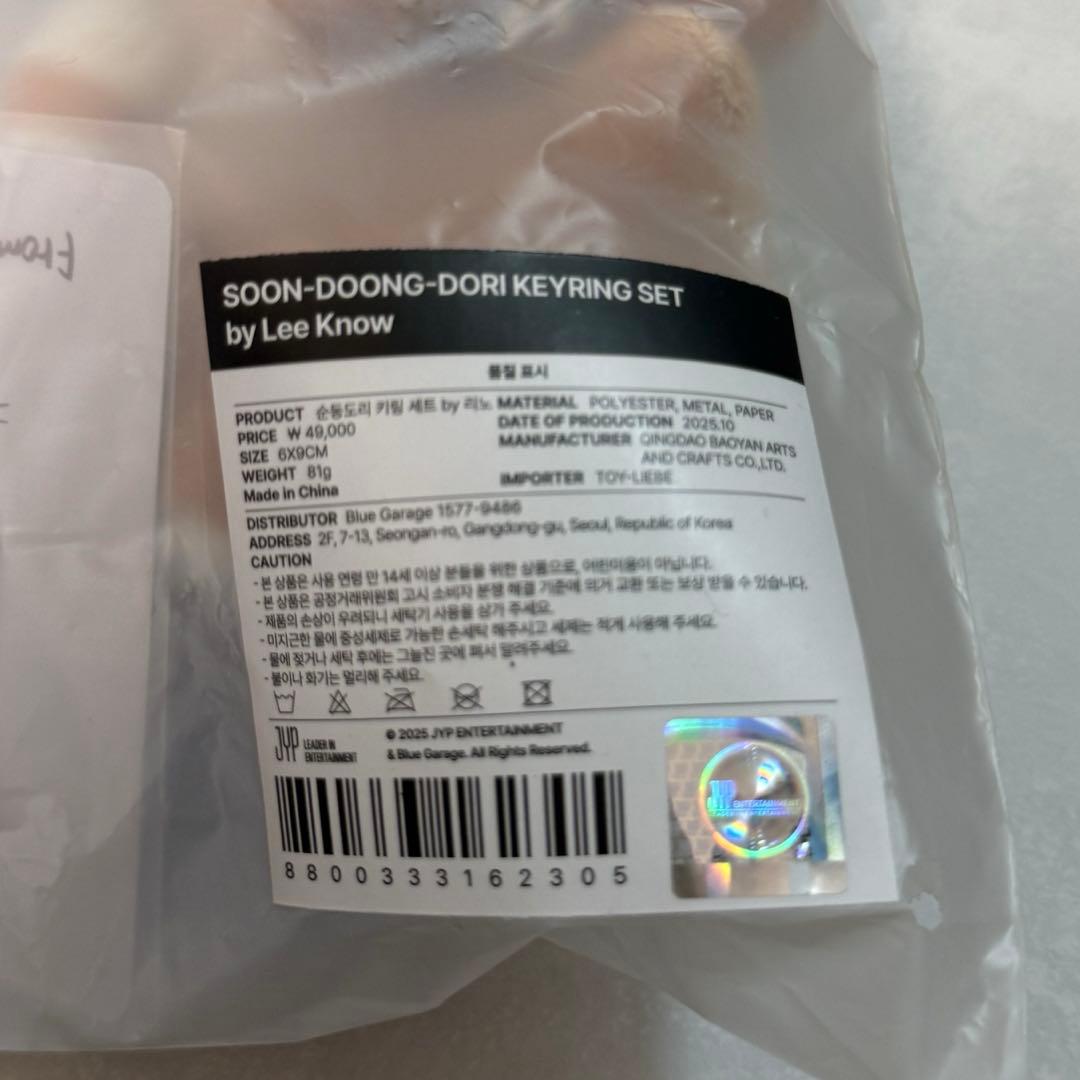 From
SOON-DOONG-DORI KEYRING SET
by Lee Know
품질 표시
PRODUCT 순둥도리 키링 세트 by 리노
PRICE ₩ 49,000
SIZE 6X9CM
WEIGHT 81g
Made in China
MATERIAL POLYESTER, METAL, PAPER
DATE OF PRODUCTION 2025.10
MANUFACTURER QINGDAO BAOYAN ARTS
AND CRAFTS CO.,LTD.
IMPORTER TOY-LIEBE
DISTRIBUTOR Blue Garage 1577-9486
ADDRESS 2F, 7-13, Seongan-ro, Gangdong-gu, Seoul, Republic of Korea
CAUTION
- 본 상품은 사용 연령 만 14세 이상 분들을 위한 상품으로, 어린이용이 아닙니다.
- 본 상품은 공정거래위원회 고시 소비자 분쟁 해결 기준에 의거 교환 또는 보상 받을 수 있습니다.
- 제품의 손상이 우려되니 세탁기 사용을 삼가 주세요.
- 미지근한 물에 중성세제로 가능한 손세탁 해주시고 세제는 적게 사용해 주세요.
- 물에 젖거나 세탁 후에는 그늘진 곳에 펴서 말려주세요.
- 불이나 화기는 멀리해 주세요.
JYP LEADER IN
ENTERTAINMENT
© 2025 JYP ENTERTAINMENT
& Blue Garage. All Rights Reserved.
8800333162305
JYP ENTERTAINMENT